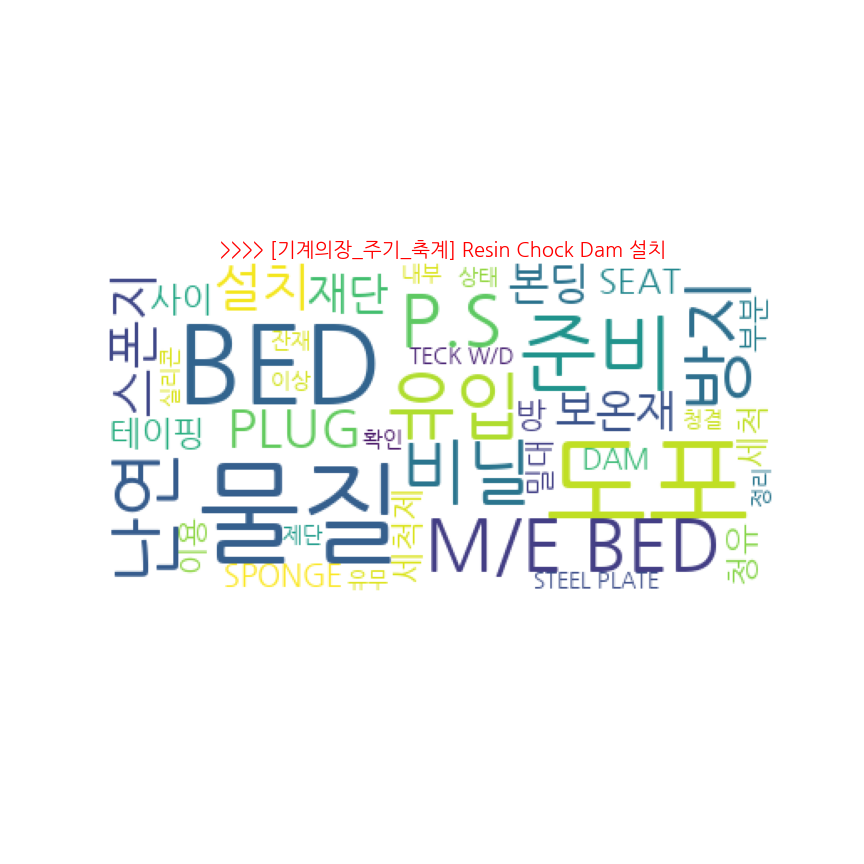 >>>> [기계의장_주기_축계] Resin Chock Dam 설치
스폰지
사이
설치
재단
내부
상태
본딩
SEAT
방지
부분
실리콘
BED
잔재
이상
P.S
TECK W/D
준비
테이핑
PLUG
확인
유입
방
보온재
청결
세척
난연
물질
비닐
밀대
DAM
도포
정리
이용
제단
세척제
M/E BED
청유
SPONGE
유무
STEEL PLATE